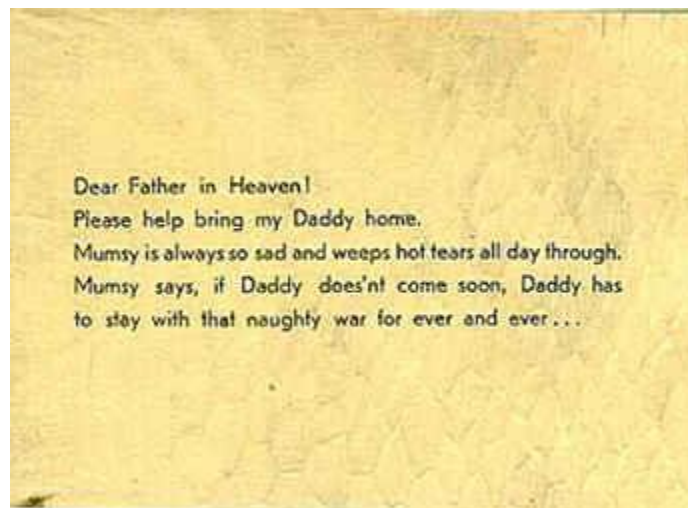 Dear Father in Heaven!
Please help bring my Daddy home.
Mumsy is always so sad and weeps hot tears all day through.
Mumsy says, if Daddy does'nt come soon, Daddy has
to stay with that naughty war for ever and ever...